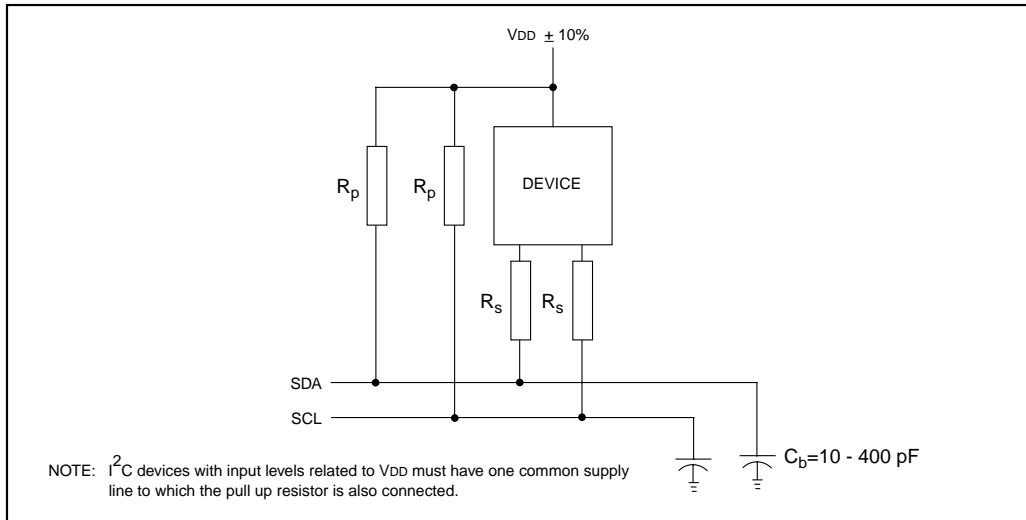 VDD ± 10%
Rp
Rp
DEVICE
Rs
Rs
SDA
SCL
Cb=10 - 400 pF
NOTE: I2C devices with input levels related to VDD must have one common supply
line to which the pull up resistor is also connected.